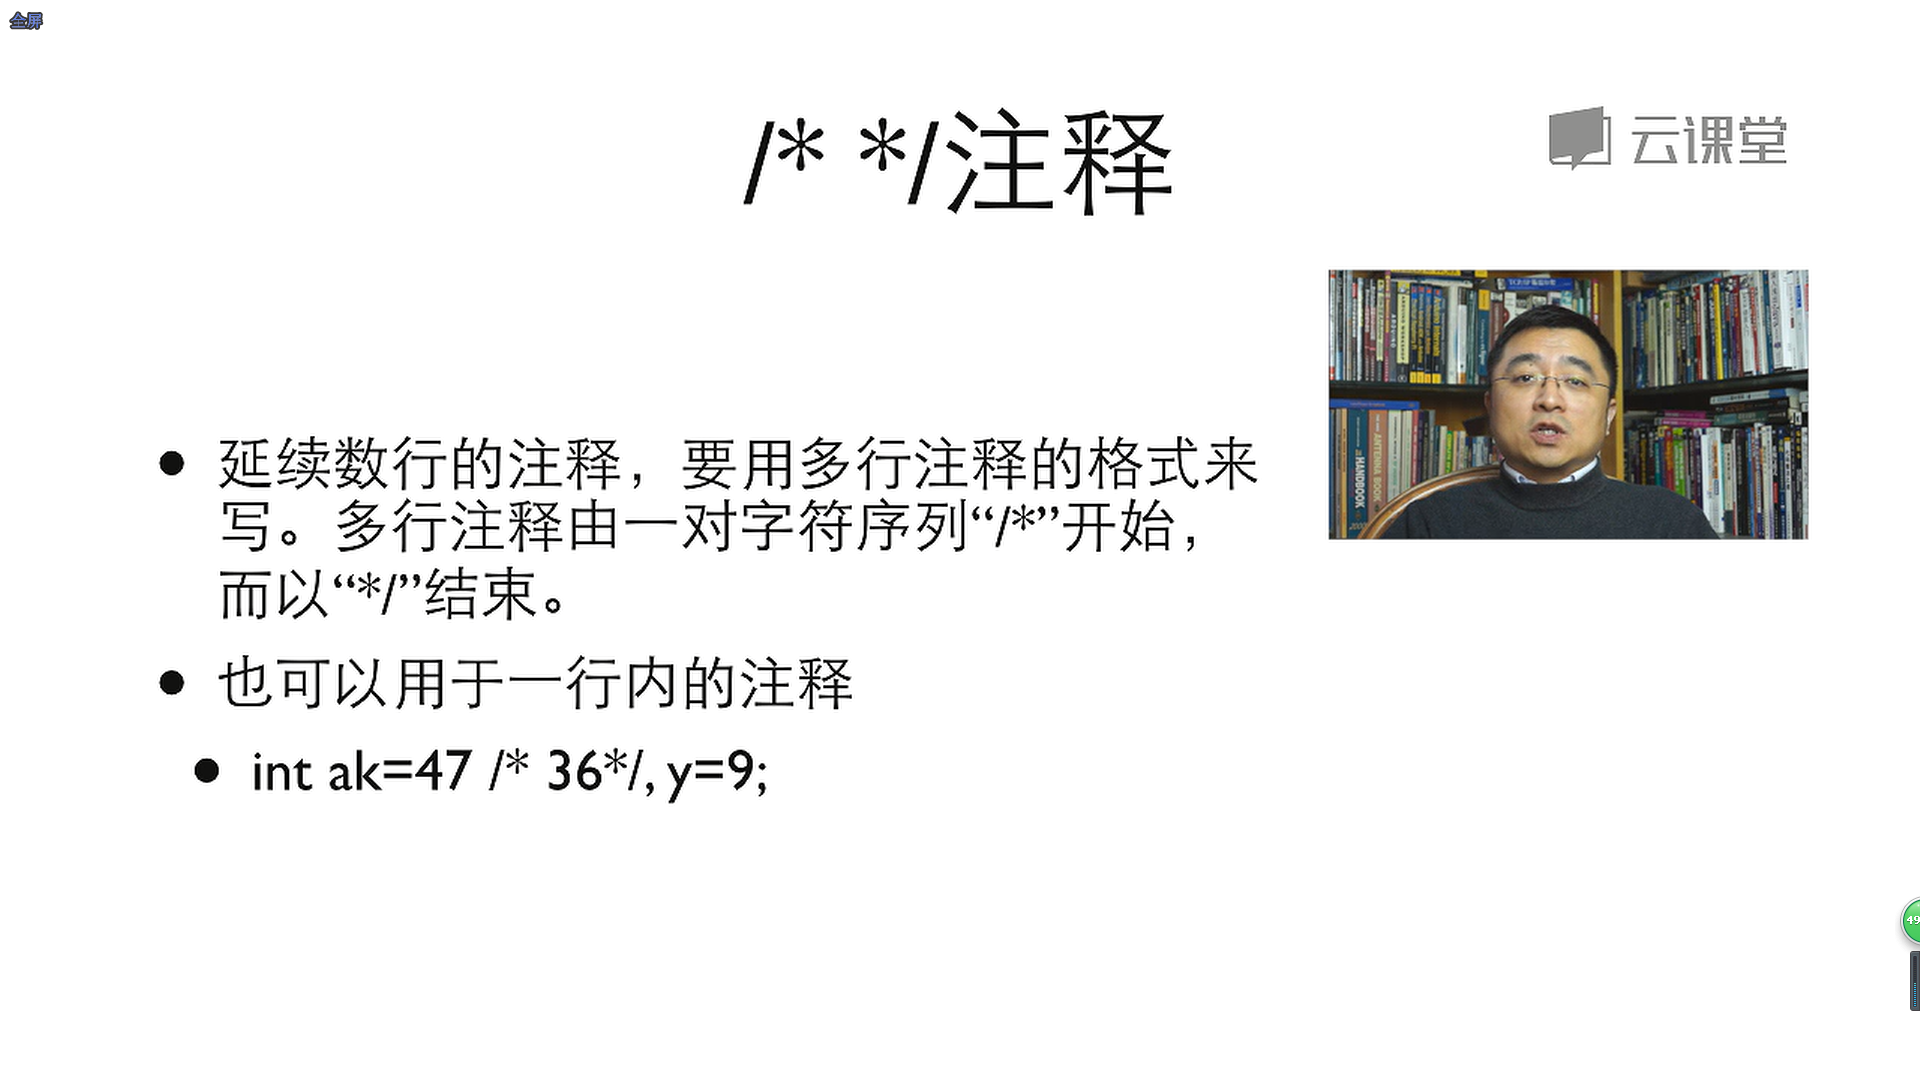 全屏
/* */注释
云课堂
延续数行的注释，要用多行注释的格式来
写。多行注释由一对字符序列“/*”开始，
而以“*/”结束。
也可以用于一行内的注释
int ak=47 /* 36*/, y=9;
HANDBOOK
ANTENNA BOOK
49